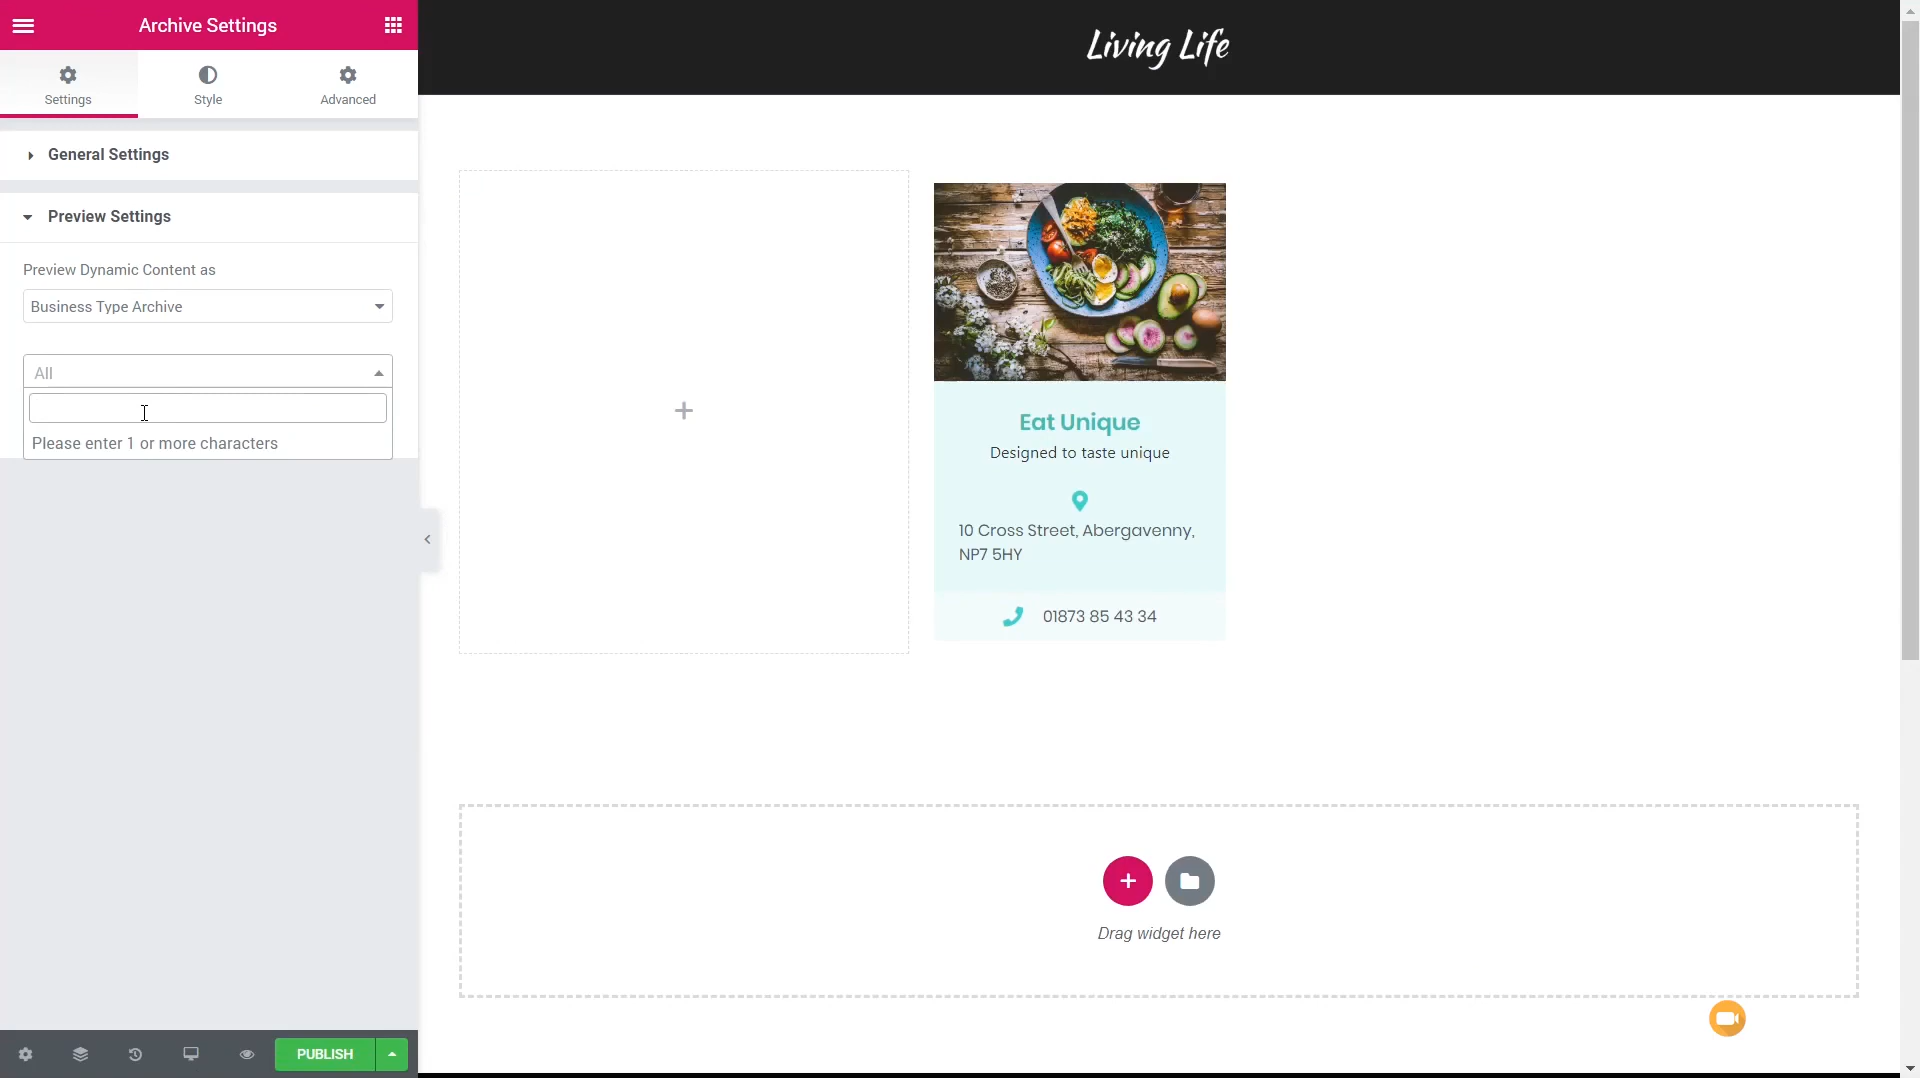 Archive Settings
Settings
Style
Advanced
General Settings
Preview Settings
Preview Dynamic Content as
Business Type Archive
All
Please enter 1 or more characters
PUBLISH
Living Life
Eat Unique
Designed to taste unique
10 Cross Street, Abergavenny,
NP7 5HY
01873 85 43 34
Drag widget here